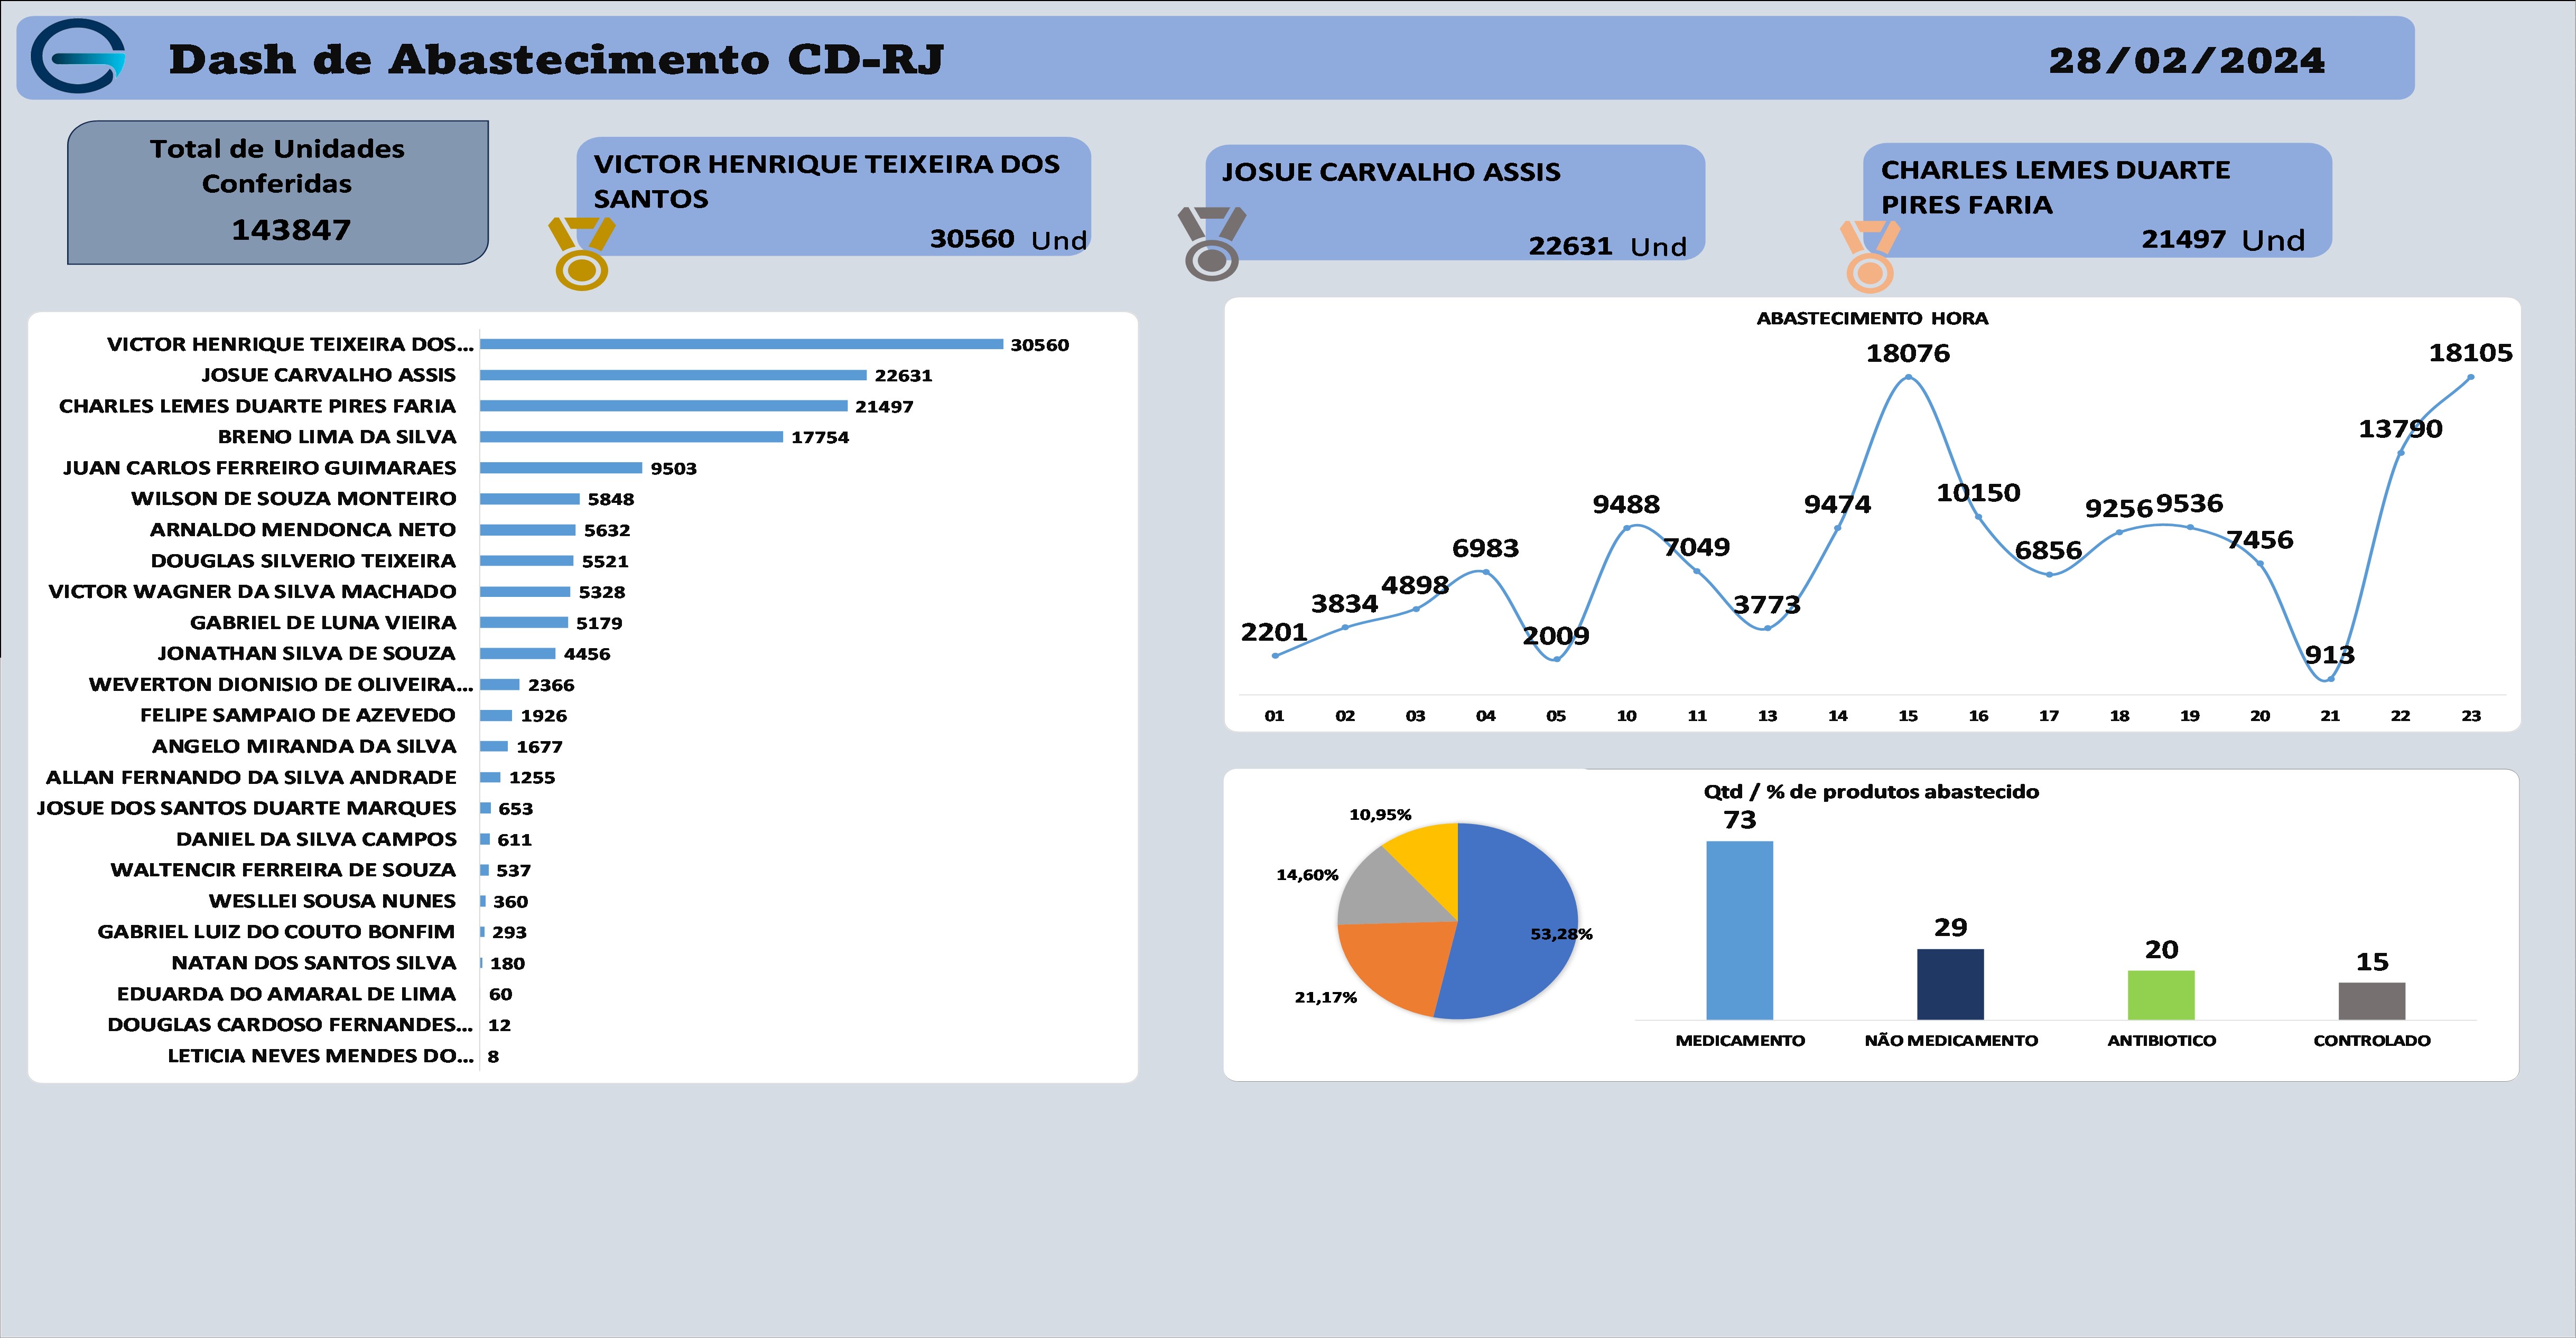 Dash de Abastecimento CD-RJ
28/02/2024
Total de Unidades
Conferidas
143847
VICTOR HENRIQUE TEIXEIRA DOS
SANTOS
30560 Und
JOSUE CARVALHO ASSIS
22631 Und
CHARLES LEMES DUARTE
PIRES FARIA
21497 Und
VICTOR HENRIQUE TEIXEIRA DOS... 30560
JOSUE CARVALHO ASSIS 22631
CHARLES LEMES DUARTE PIRES FARIA 21497
BRENO LIMA DA SILVA 17754
JUAN CARLOS FERREIRO GUIMARAES 9503
WILSON DE SOUZA MONTEIRO 5848
ARNALDO MENDONCA NETO 5632
DOUGLAS SILVERIO TEIXEIRA 5521
VICTOR WAGNER DA SILVA MACHADO 5328
GABRIEL DE LUNA VIEIRA 5179
JONATHAN SILVA DE SOUZA 4456
WEVERTON DIONISIO DE OLIVEIRA... 2366
FELIPE SAMPAIO DE AZEVEDO 1926
ANGELO MIRANDA DA SILVA 1677
ALLAN FERNANDO DA SILVA ANDRADE 1255
JOSUE DOS SANTOS DUARTE MARQUES 653
DANIEL DA SILVA CAMPOS 611
WALTENCIR FERREIRA DE SOUZA 537
WESLLEI SOUSA NUNES 360
GABRIEL LUIZ DO COUTO BONFIM 293
NATAN DOS SANTOS SILVA 180
EDUARDA DO AMARAL DE LIMA 60
DOUGLAS CARDOSO FERNANDES... 12
LETICIA NEVES MENDES DO... 8
ABASTECIMENTO HORA
2201 3834 4898 6983 2009 9488 7049 3773 9474 18076 10150 6856 9256 9536 7456 913 13790 18105
01 02 03 04 05 10 11 13 14 15 16 17 18 19 20 21 22 23
Qtd / % de produtos abastecido
10,95%
14,60%
53,28%
21,17%
73 29 20 15
MEDICAMENTO NÃO MEDICAMENTO ANTIBIOTICO CONTROLADO